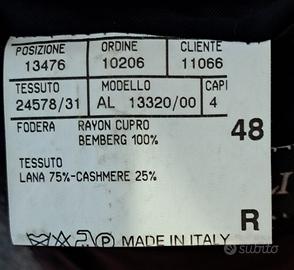 POSIZIONE ORDINE CLIENTE
13476 10206 11066
TESSUTO MODELLO CAPI
24578/31 AL 13320/00 4
FODERA RAYON CUPRO 48
BEMBERG 100%
TESSUTO
LANA 75%-CASHMERE 25%
R
MADE IN ITALY
subito